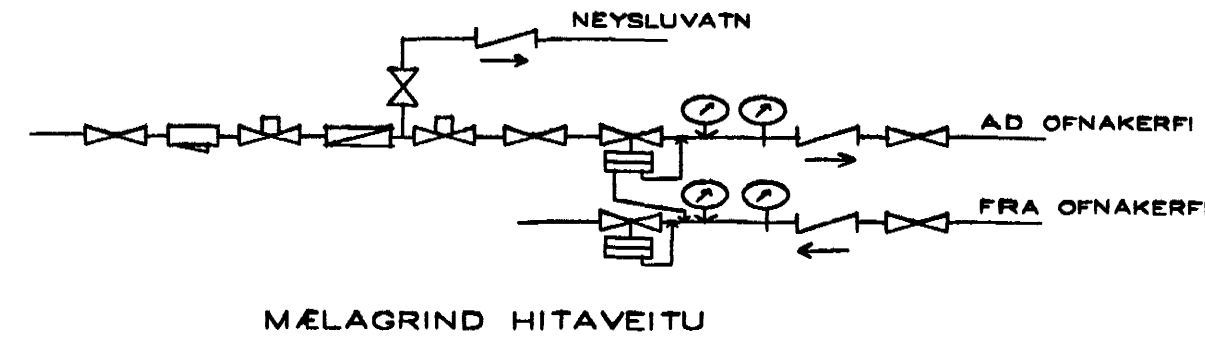 NEYSLUVATN
AD OFNAKERFI
FRA OFNAKERFI
MÆLAGRIND HITAVEITU